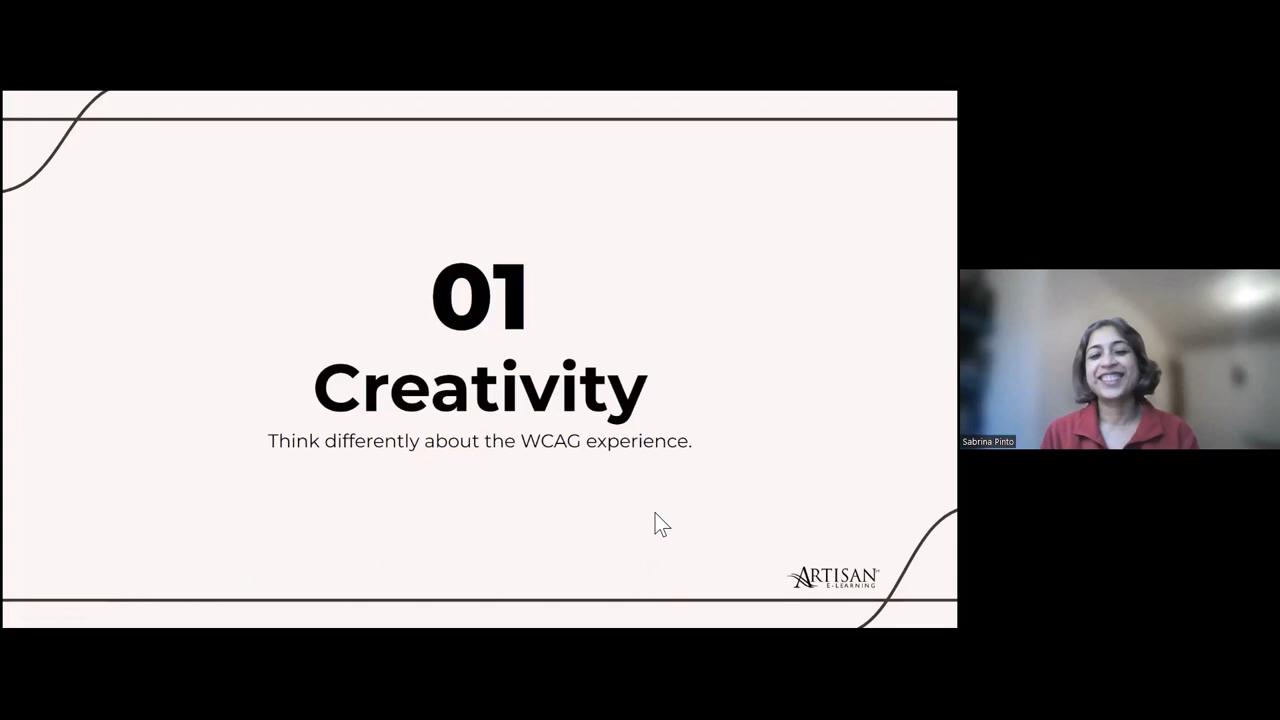 01
Creativity
Think differently about the WCAG experience.
ARTISAN
E-LEARNING
Sabrina Pinto